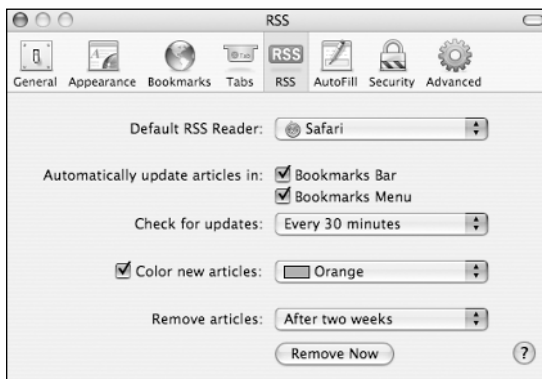 RSS
Tab
RSS
General Appearance Bookmarks Tabs RSS AutoFill Security Advanced
Default RSS Reader: Safari
Automatically update articles in: Bookmarks Bar
Bookmarks Menu
Check for updates: Every 30 minutes
Color new articles: Orange
Remove articles: After two weeks
Remove Now ?